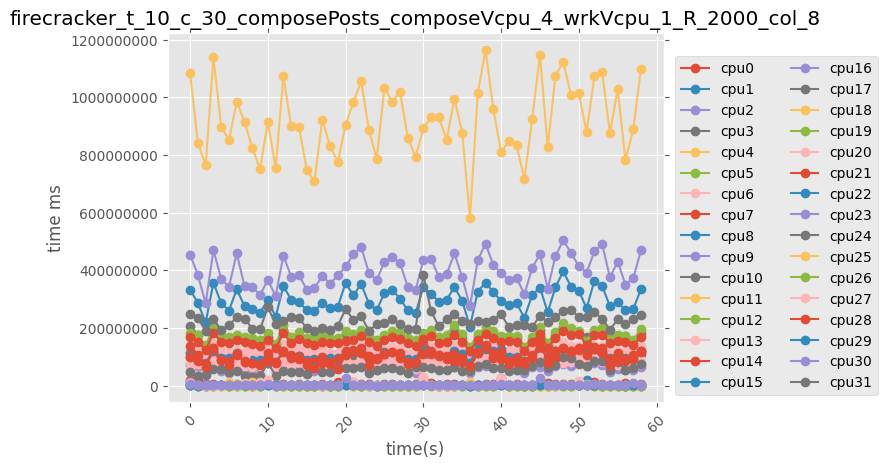 firecracker_t_10_c_30_composePosts_composeVcpu_4_wrkVcpu_1_R_2000_col_8
1200000000
1000000000
800000000
600000000
400000000
200000000
0
time ms
0
10
20
30
40
50
60
time(s)
cpu0
cpu1
cpu2
cpu3
cpu4
cpu5
cpu6
cpu7
cpu8
cpu9
cpu10
cpu11
cpu12
cpu13
cpu14
cpu15
cpu16
cpu17
cpu18
cpu19
cpu20
cpu21
cpu22
cpu23
cpu24
cpu25
cpu26
cpu27
cpu28
cpu29
cpu30
cpu31